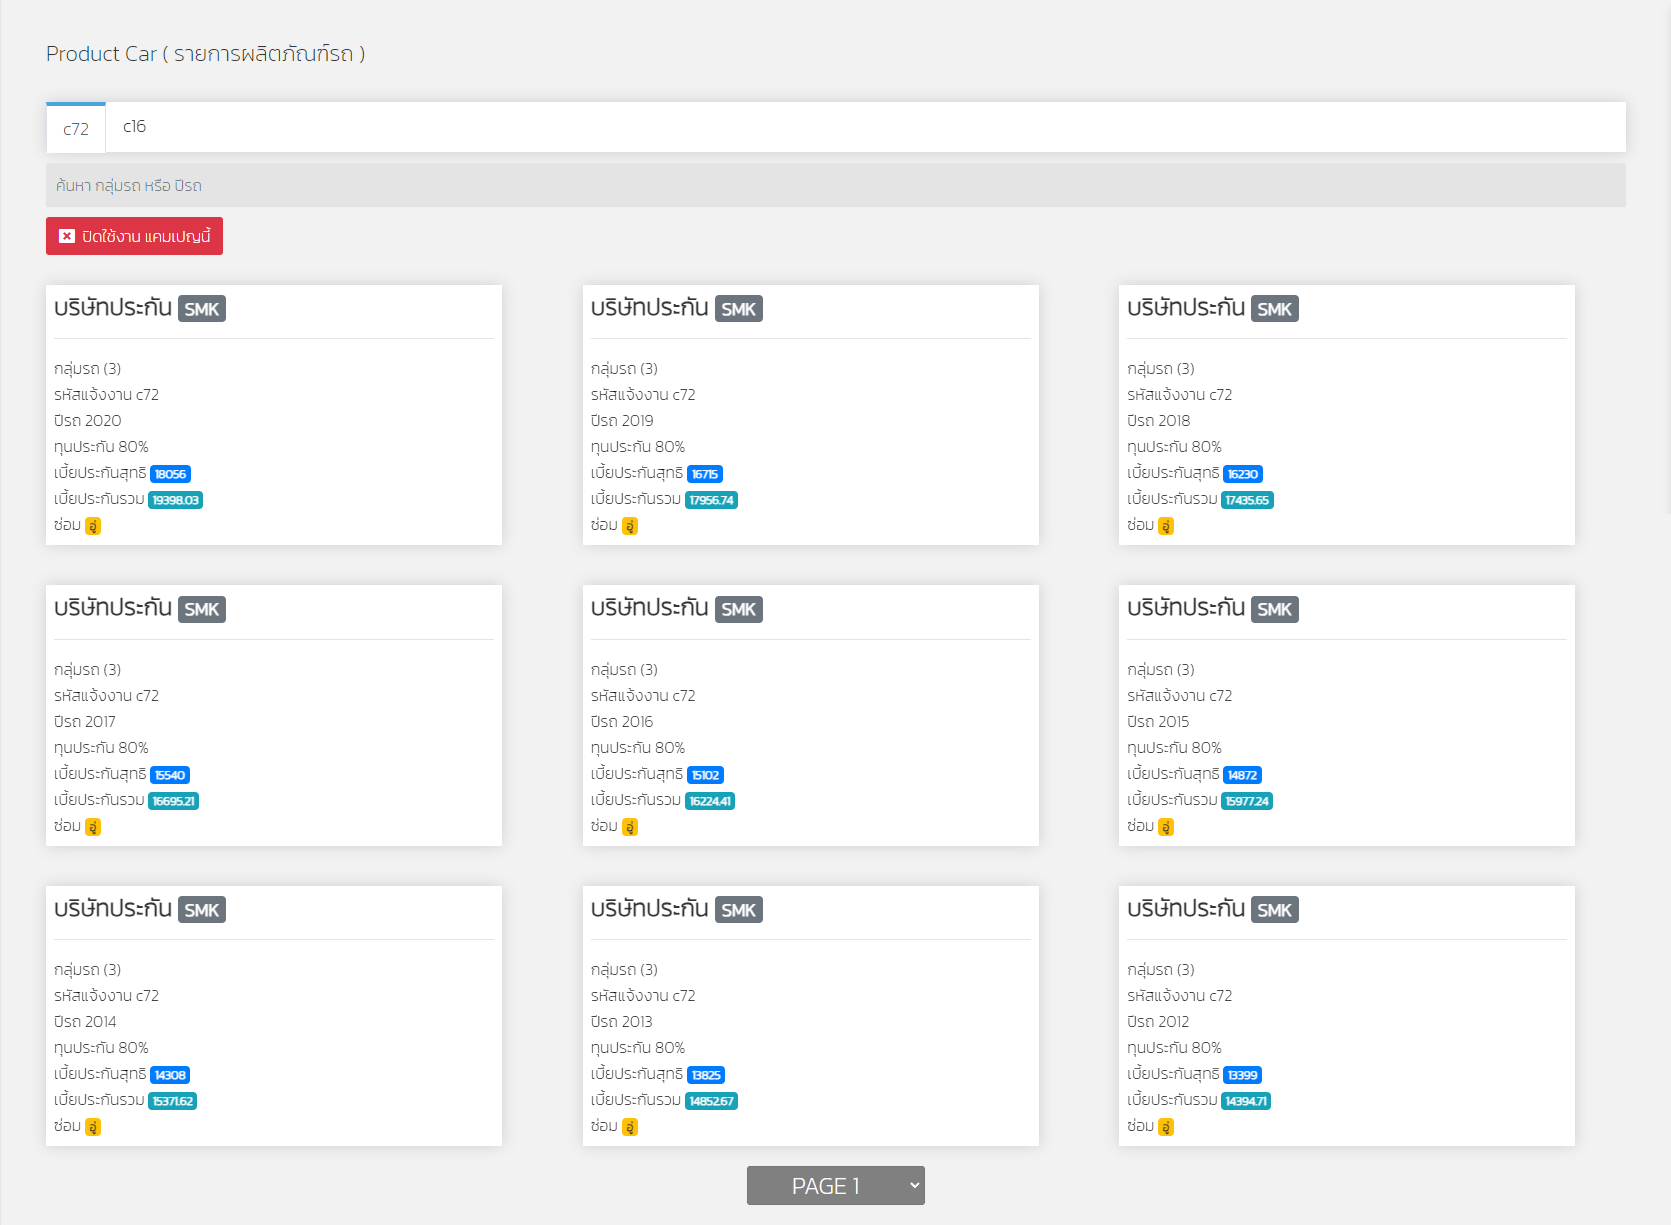 Product Car ( รายการผลิตภัณฑ์รถ )
c72 c16
ค้นหา กลุ่มรถ หรือ ปีรถ
ปิดใช้งาน แคมเปญนี้
บริษัทประกัน SMK
กลุ่มรถ (3)
รหัสแจ้งงาน c72
ปีรถ 2020
ทุนประกัน 80%
เบี้ยประกันสุทธิ 18056
เบี้ยประกันรวม 19398.03
ซ่อม อู่
บริษัทประกัน SMK
กลุ่มรถ (3)
รหัสแจ้งงาน c72
ปีรถ 2019
ทุนประกัน 80%
เบี้ยประกันสุทธิ 16715
เบี้ยประกันรวม 17956.74
ซ่อม อู่
บริษัทประกัน SMK
กลุ่มรถ (3)
รหัสแจ้งงาน c72
ปีรถ 2018
ทุนประกัน 80%
เบี้ยประกันสุทธิ 16230
เบี้ยประกันรวม 17435.65
ซ่อม อู่
บริษัทประกัน SMK
กลุ่มรถ (3)
รหัสแจ้งงาน c72
ปีรถ 2017
ทุนประกัน 80%
เบี้ยประกันสุทธิ 15540
เบี้ยประกันรวม 16695.21
ซ่อม อู่
บริษัทประกัน SMK
กลุ่มรถ (3)
รหัสแจ้งงาน c72
ปีรถ 2016
ทุนประกัน 80%
เบี้ยประกันสุทธิ 15102
เบี้ยประกันรวม 16224.41
ซ่อม อู่
บริษัทประกัน SMK
กลุ่มรถ (3)
รหัสแจ้งงาน c72
ปีรถ 2015
ทุนประกัน 80%
เบี้ยประกันสุทธิ 14872
เบี้ยประกันรวม 15977.24
ซ่อม อู่
บริษัทประกัน SMK
กลุ่มรถ (3)
รหัสแจ้งงาน c72
ปีรถ 2014
ทุนประกัน 80%
เบี้ยประกันสุทธิ 14308
เบี้ยประกันรวม 15371.62
ซ่อม อู่
บริษัทประกัน SMK
กลุ่มรถ (3)
รหัสแจ้งงาน c72
ปีรถ 2013
ทุนประกัน 80%
เบี้ยประกันสุทธิ 13825
เบี้ยประกันรวม 14852.67
ซ่อม อู่
บริษัทประกัน SMK
กลุ่มรถ (3)
รหัสแจ้งงาน c72
ปีรถ 2012
ทุนประกัน 80%
เบี้ยประกันสุทธิ 13399
เบี้ยประกันรวม 14394.71
ซ่อม อู่
PAGE 1